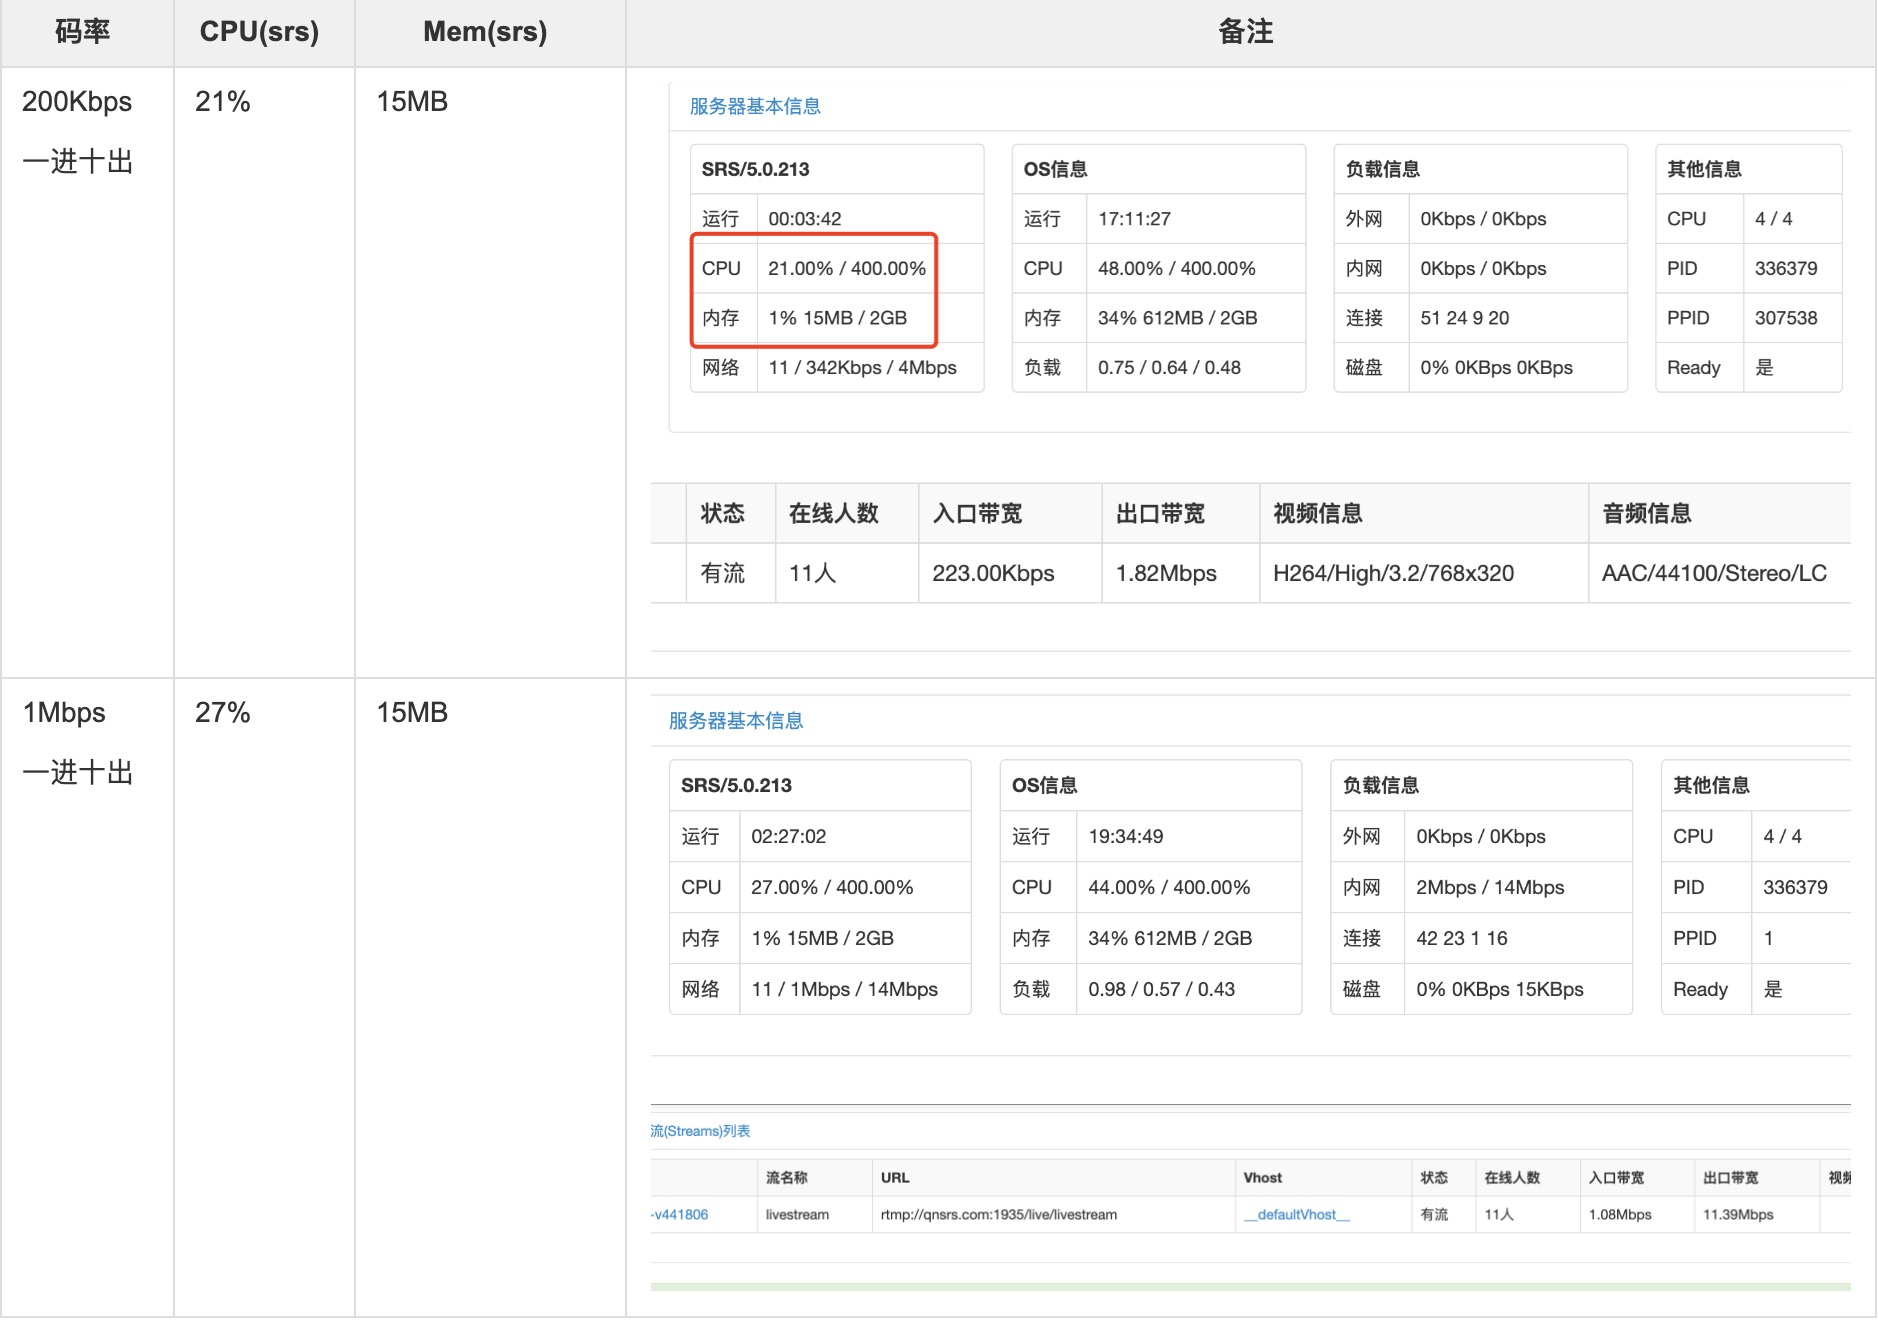 码率 CPU(srs) Mem(srs) 备注
200Kbps 21% 15MB
一进十出
服务器基本信息
SRS/5.0.213 OS信息 负载信息 其他信息
运行 00:03:42 运行 17:11:27 外网 0Kbps / 0Kbps CPU 4 / 4
CPU 21.00% / 400.00% CPU 48.00% / 400.00% 内网 0Kbps / 0Kbps PID 336379
内存 1% 15MB / 2GB 内存 34% 612MB / 2GB 连接 51 24 9 20 PPID 307538
网络 11 / 342Kbps / 4Mbps 负载 0.75 / 0.64 / 0.48 磁盘 0% 0KBps 0KBps Ready 是
状态 在线人数 入口带宽 出口带宽 视频信息 音频信息
有流 11人 223.00Kbps 1.82Mbps H264/High/3.2/768x320 AAC/44100/Stereo/LC
1Mbps 27% 15MB
一进十出
服务器基本信息
SRS/5.0.213 OS信息 负载信息 其他信息
运行 02:27:02 运行 19:34:49 外网 0Kbps / 0Kbps CPU 4 / 4
CPU 27.00% / 400.00% CPU 44.00% / 400.00% 内网 2Mbps / 14Mbps PID 336379
内存 1% 15MB / 2GB 内存 34% 612MB / 2GB 连接 42 23 1 16 PPID 1
网络 11 / 1Mbps / 14Mbps 负载 0.98 / 0.57 / 0.43 磁盘 0% 0KBps 15KBps Ready 是
流(Streams)列表
流名称 URL Vhost 状态 在线人数 入口带宽 出口带宽 视频
-v441806 livestream rtmp://qnsrs.com:1935/live/livestream __defaultVhost__ 有流 11人 1.08Mbps 11.39Mbps